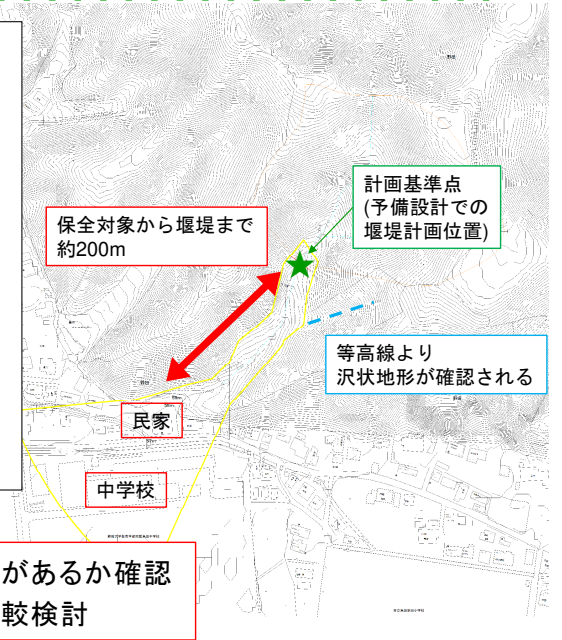 計画基準点
(予備設計での
堰堤計画位置)
保全対象から堰堤まで
約200m
等高線より
沢状地形が確認される
民家
中学校
があるか確認
較検討